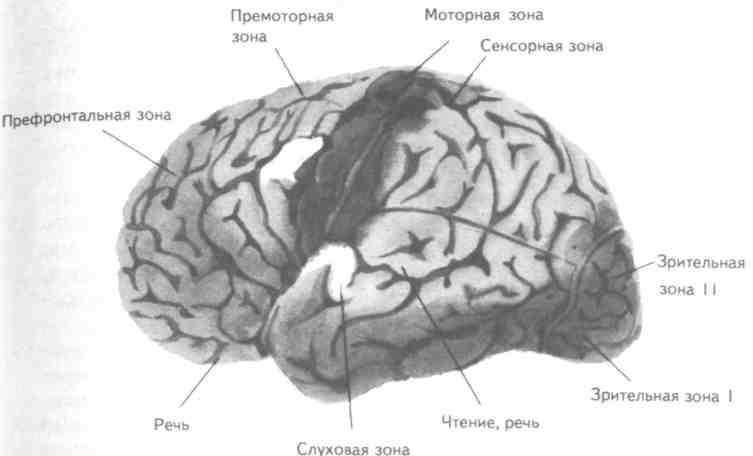 Премоторная
зона
Моторная зона
Сенсорная зона
Префронтальная зона
Зрительная
зона II
Зрительная зона I
Речь
Чтение, речь
Слуховая зона